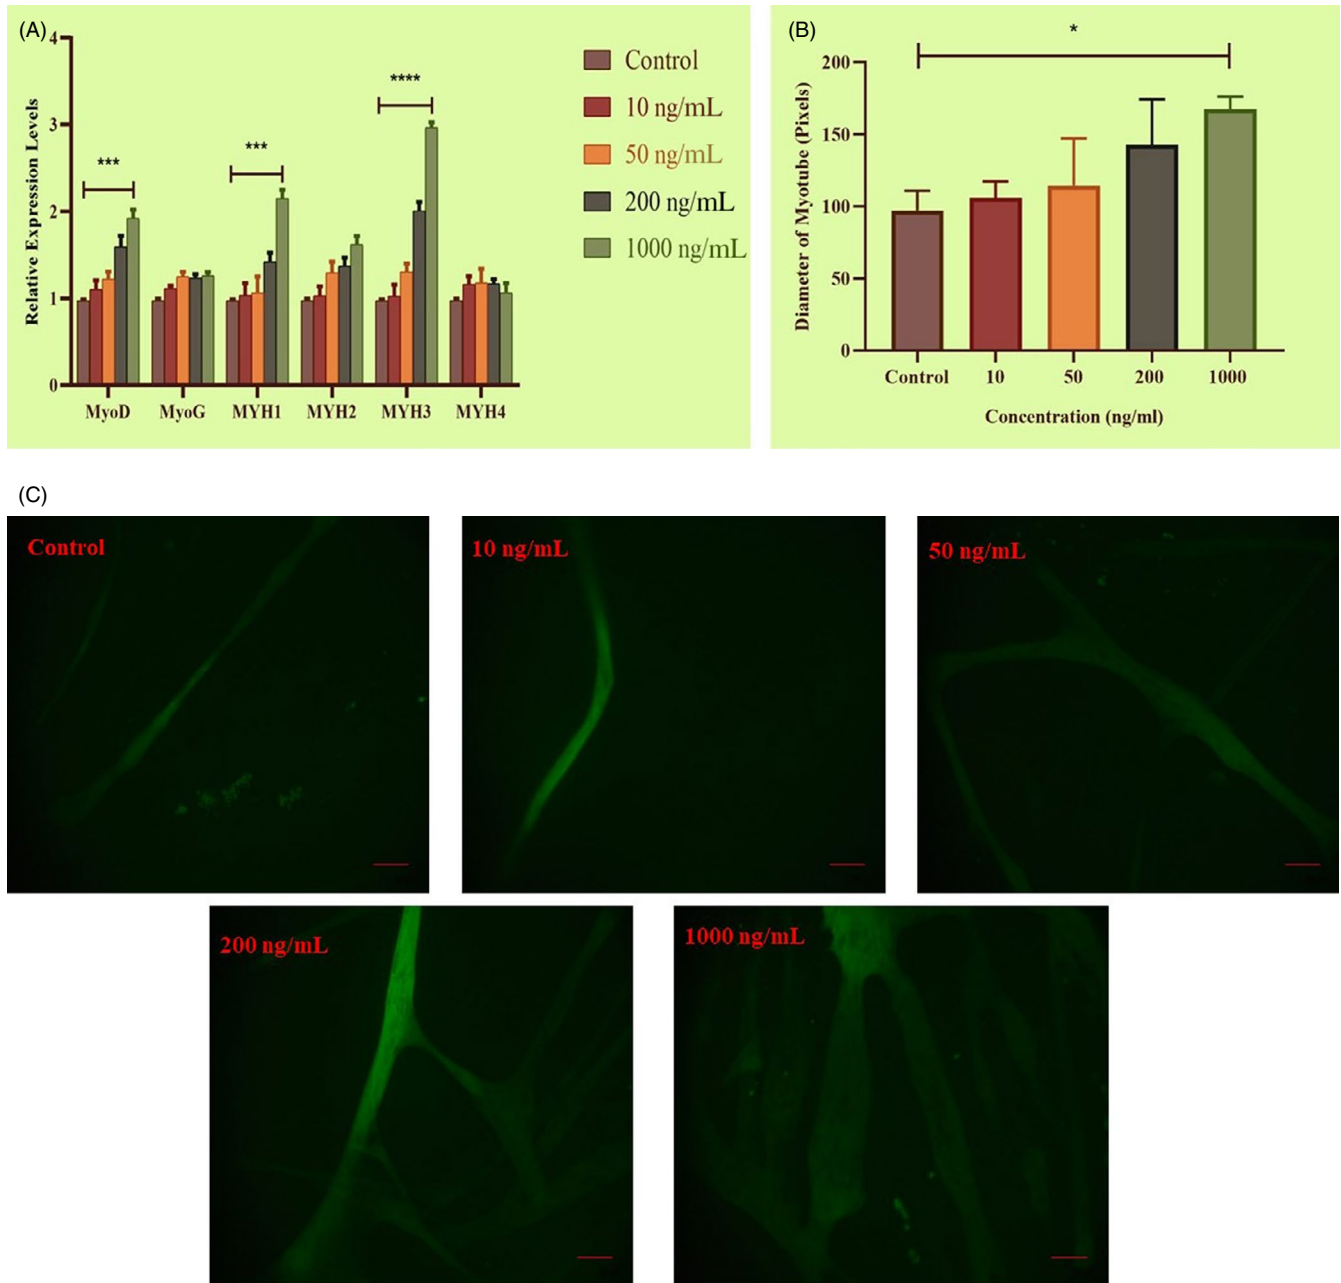 (A)
4
3
2
1
0
Relative Expression Levels
***
***
****
MyoD MyoG MYH1 MYH2 MYH3 MYH4
Control
10 ng/mL
50 ng/mL
200 ng/mL
1000 ng/mL
(B)
*
200
150
100
50
0
Diameter of Myotube (Pixels)
Control 10 50 200 1000
Concentration (ng/ml)
(C)
Control
10 ng/mL
50 ng/mL
200 ng/mL
1000 ng/mL